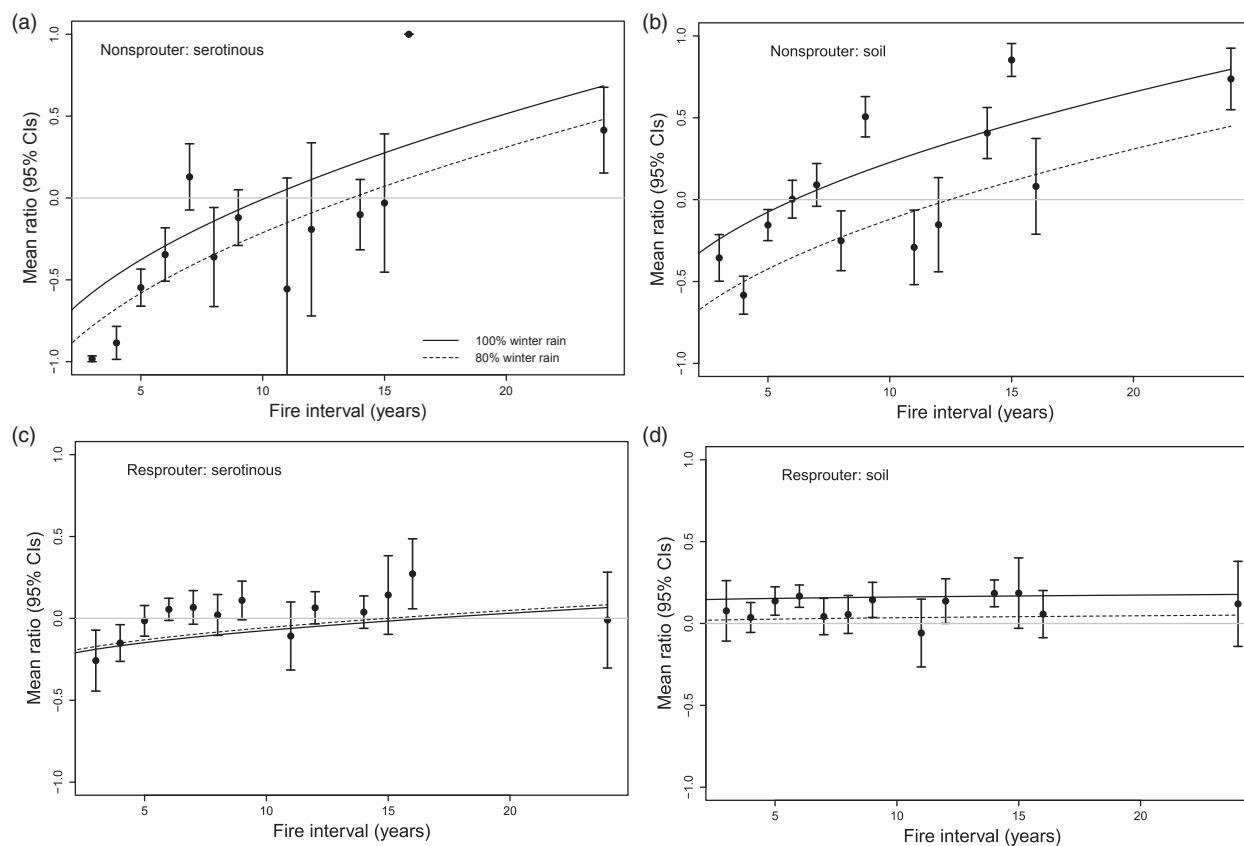 (a)
Nonsprouter: serotinous
Mean ratio (95% CIs)
1.0
0.5
0.0
−0.5
−1.0
100% winter rain
80% winter rain
5
10
15
20
Fire interval (years)
(b)
Nonsprouter: soil
Mean ratio (95% CIs)
1.0
0.5
0.0
−0.5
−1.0
5
10
15
20
Fire interval (years)
(c)
Resprouter: serotinous
Mean ratio (95% CIs)
1.0
0.5
0.0
−0.5
−1.0
5
10
15
20
Fire interval (years)
(d)
Resprouter: soil
Mean ratio (95% CIs)
1.0
0.5
0.0
−0.5
−1.0
5
10
15
20
Fire interval (years)